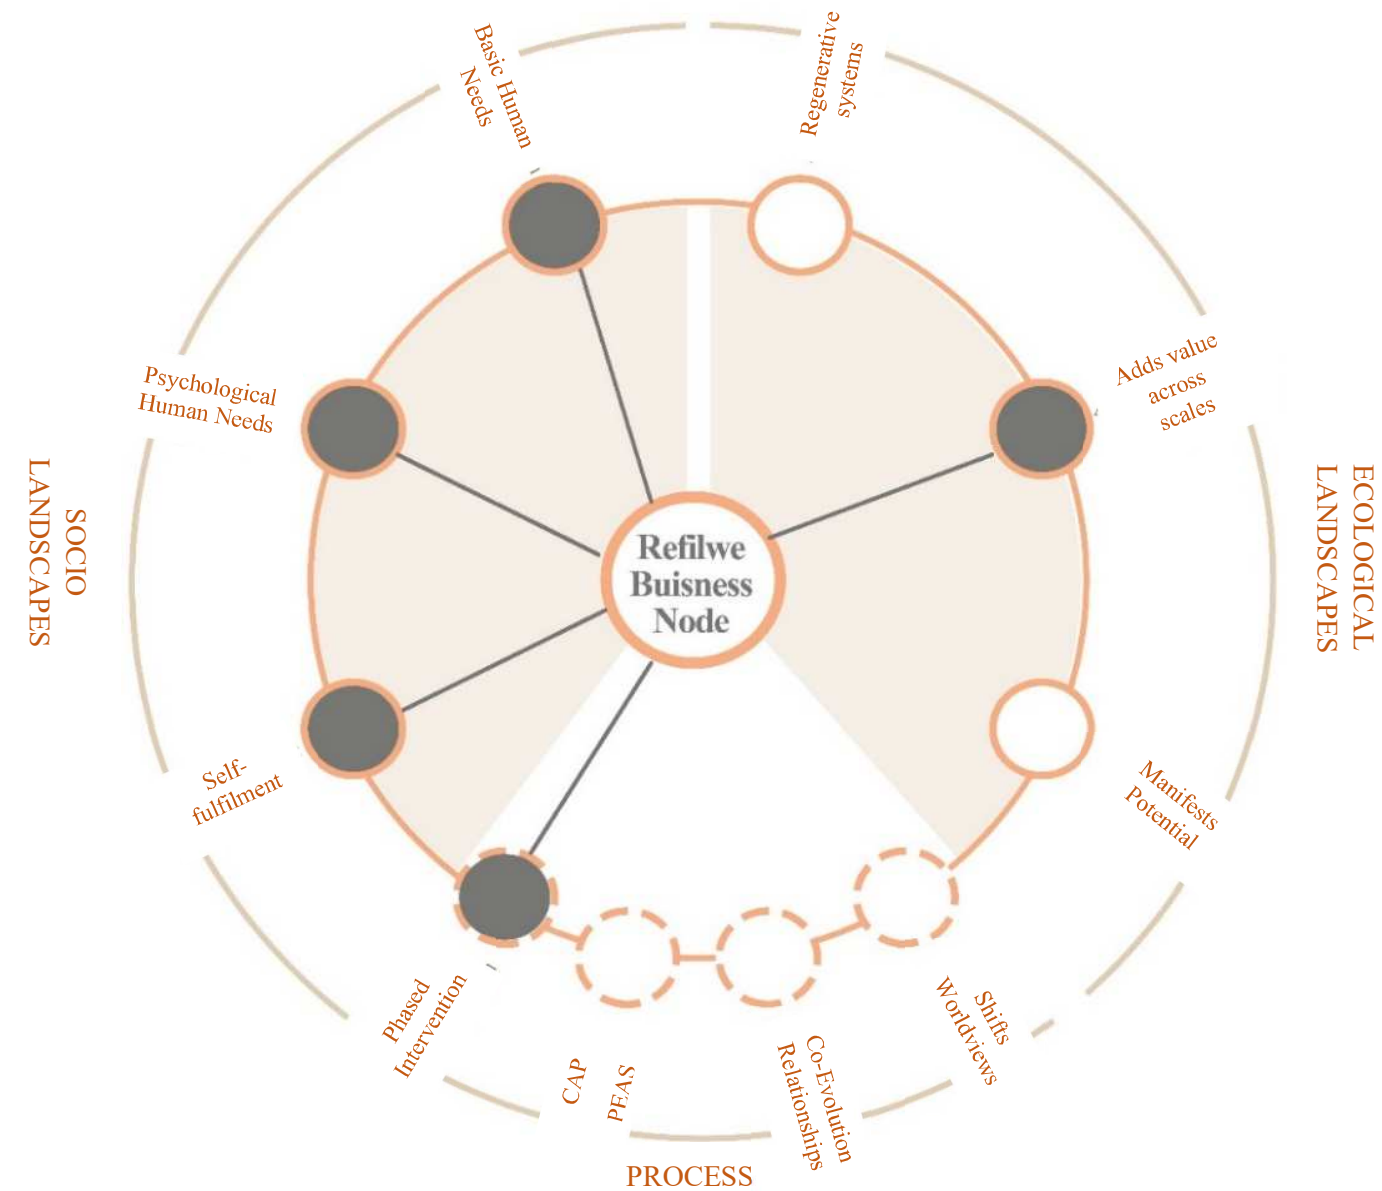 Basic Human
Needs
Regenerative
systems
Psychological
Human Needs
Adds value
across
scales
SOCIO
LANDSCAPES
ECOLOGICAL
LANDSCAPES
Refilwe
Buisness
Node
Self-
fulfilment
Manifests
Potential
Phased
Intervention
CAP
PEAS
Co-Evolution
Relationships
Shifts
Worldviews
PROCESS